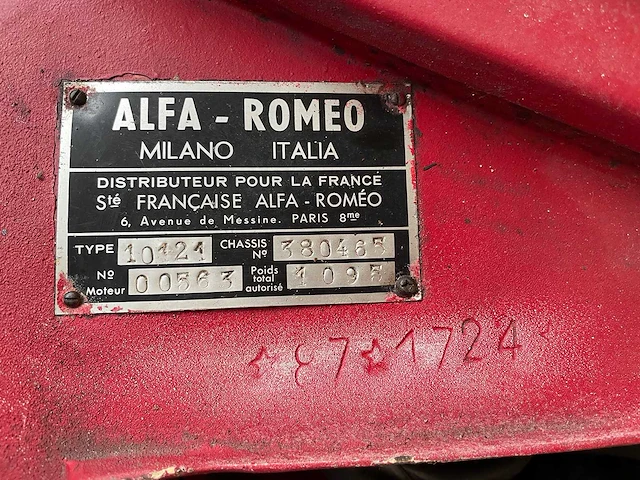 ALFA - ROMEO
MILANO ITALIA
DISTRIBUTEUR POUR LA FRANCE
Sté FRANÇAISE ALFA - ROMÉO
6, Avenue de Messine. PARIS 8me
TYPE 10121 CHASSIS No 380465
No Moteur 00563 Poids total autorisé 1095
☆87☆1724